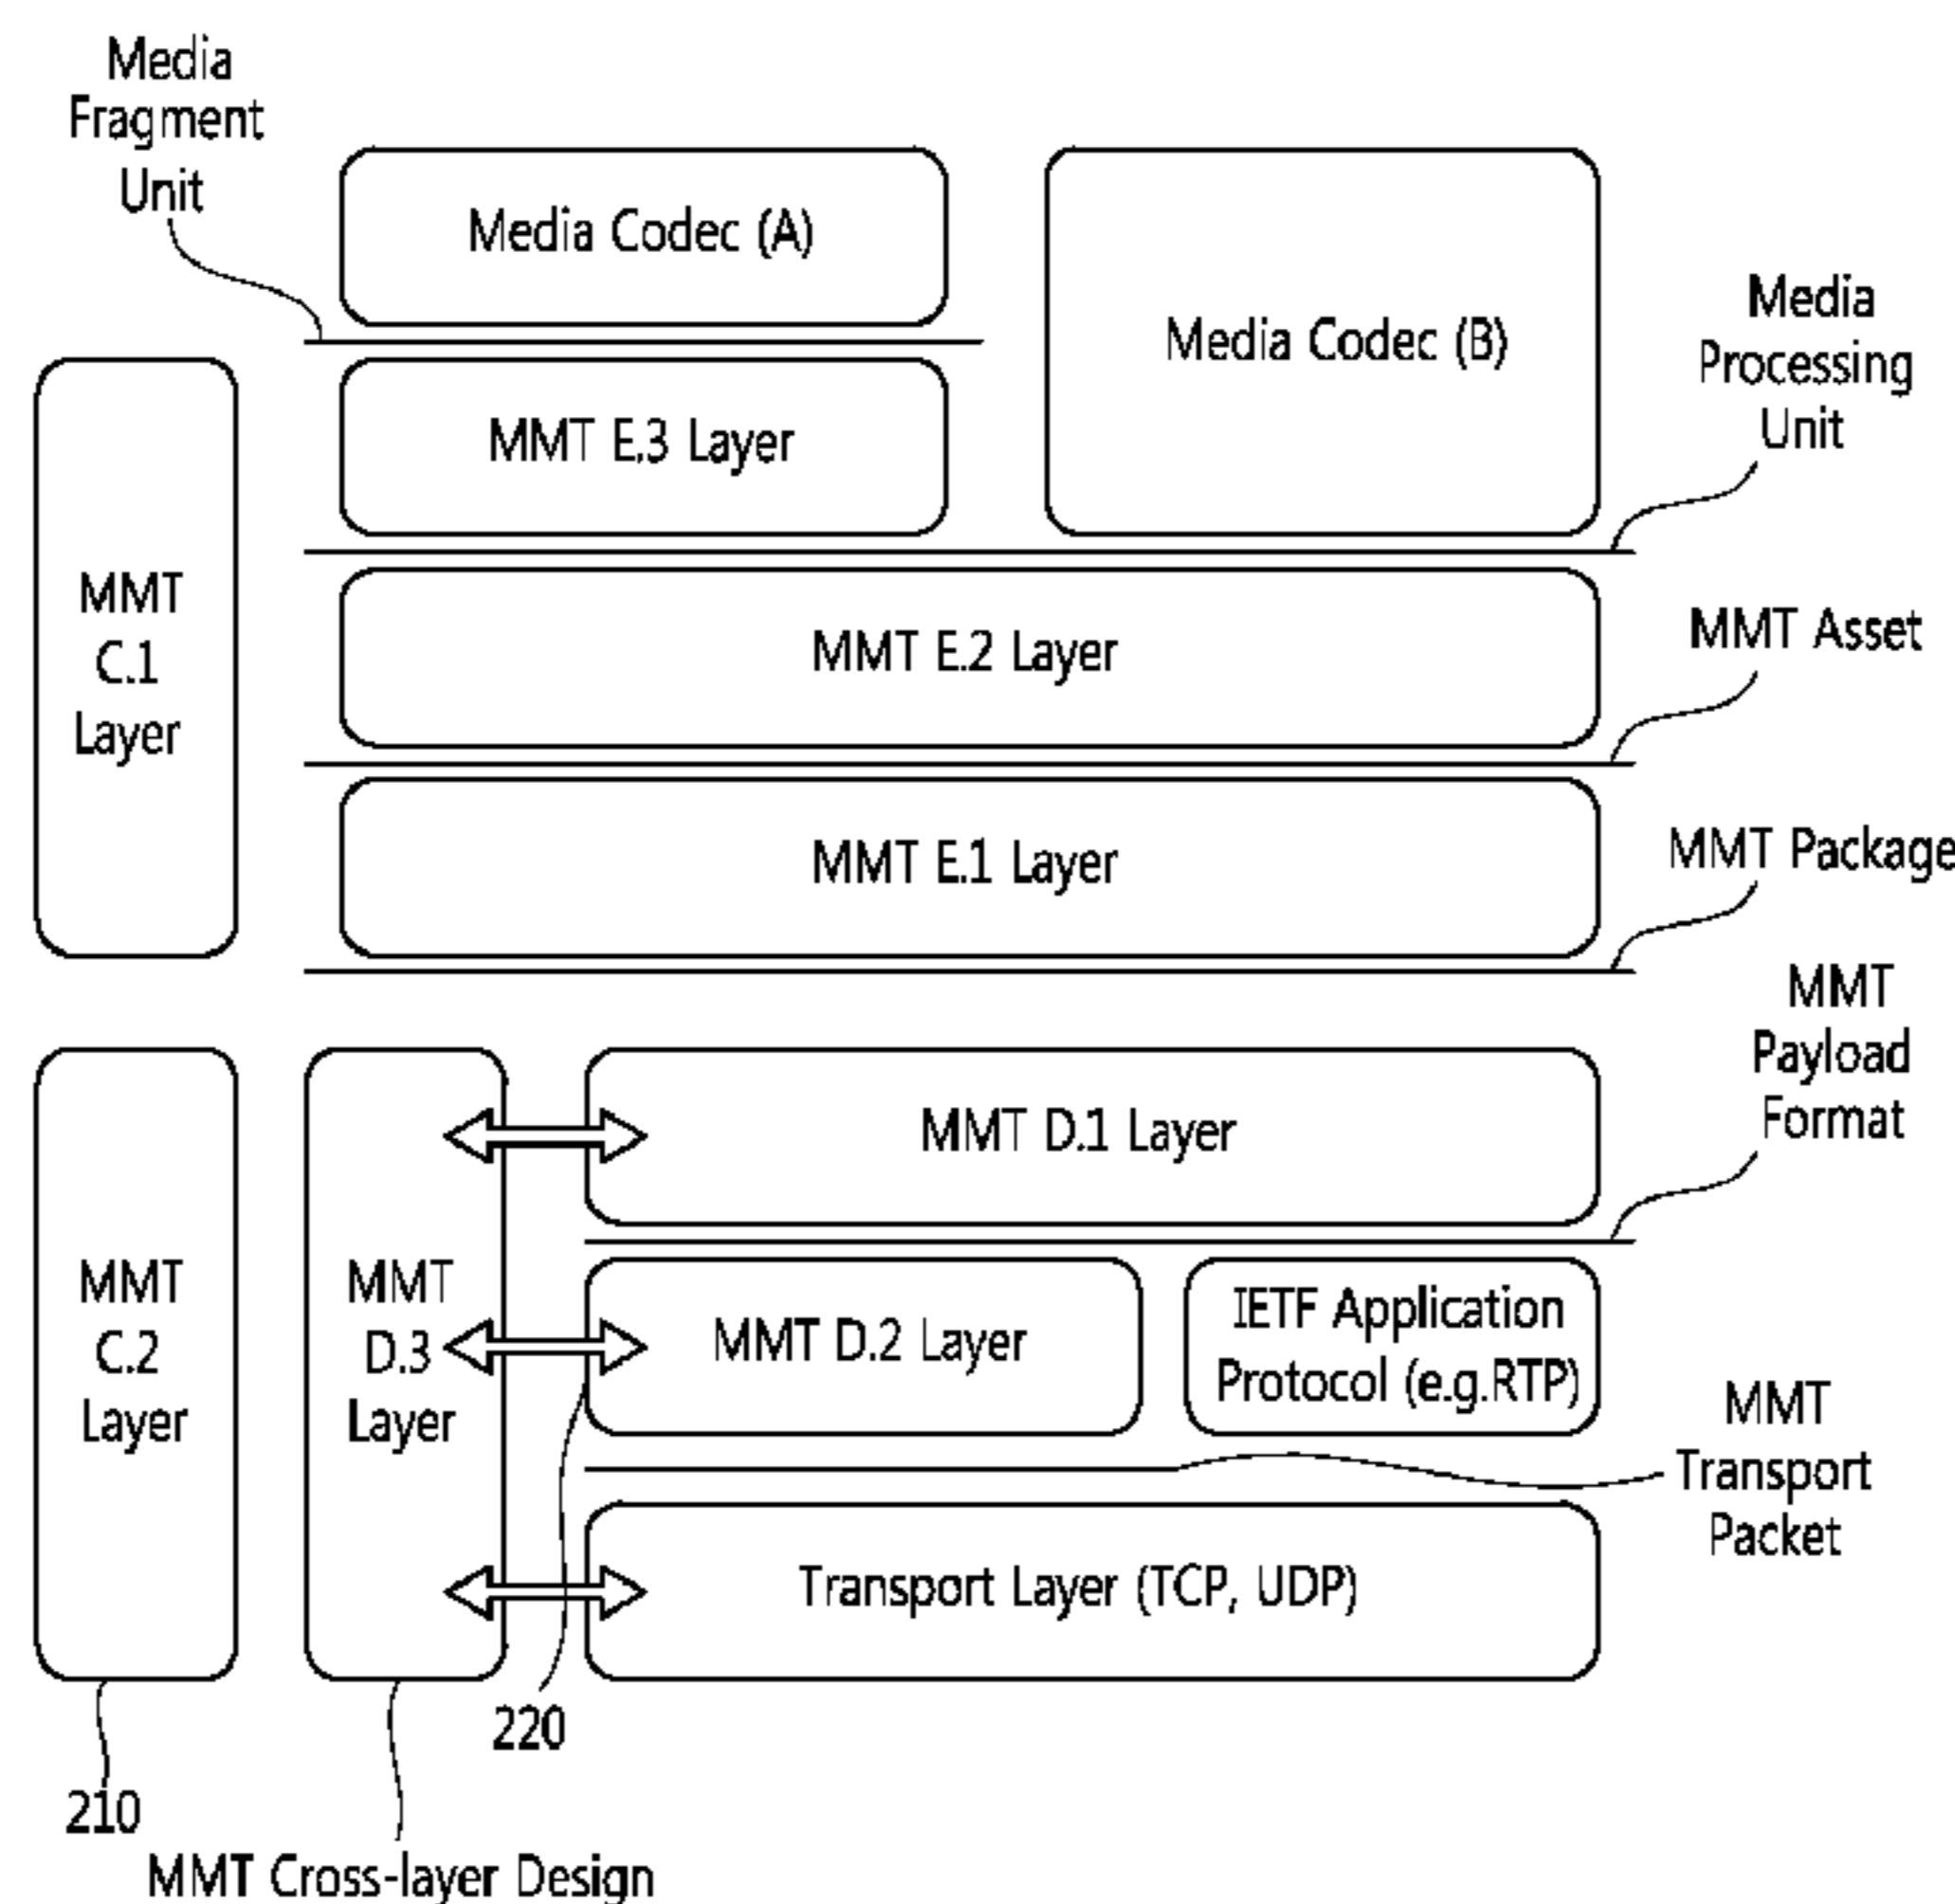 Media
Fragment
Unit
Media Codec (A)
Media Codec (B)
Media
Processing
Unit
MMT E.3 Layer
MMT
C.1
Layer
MMT E.2 Layer
MMT Asset
MMT E.1 Layer
MMT Package
MMT
Payload
Format
MMT D.1 Layer
MMT
C.2
Layer
MMT
D.3
Layer
MMT D.2 Layer
IETF Application
Protocol (e.g.RTP)
MMT
Transport
Packet
Transport Layer (TCP, UDP)
220
210
MMT Cross-layer Design